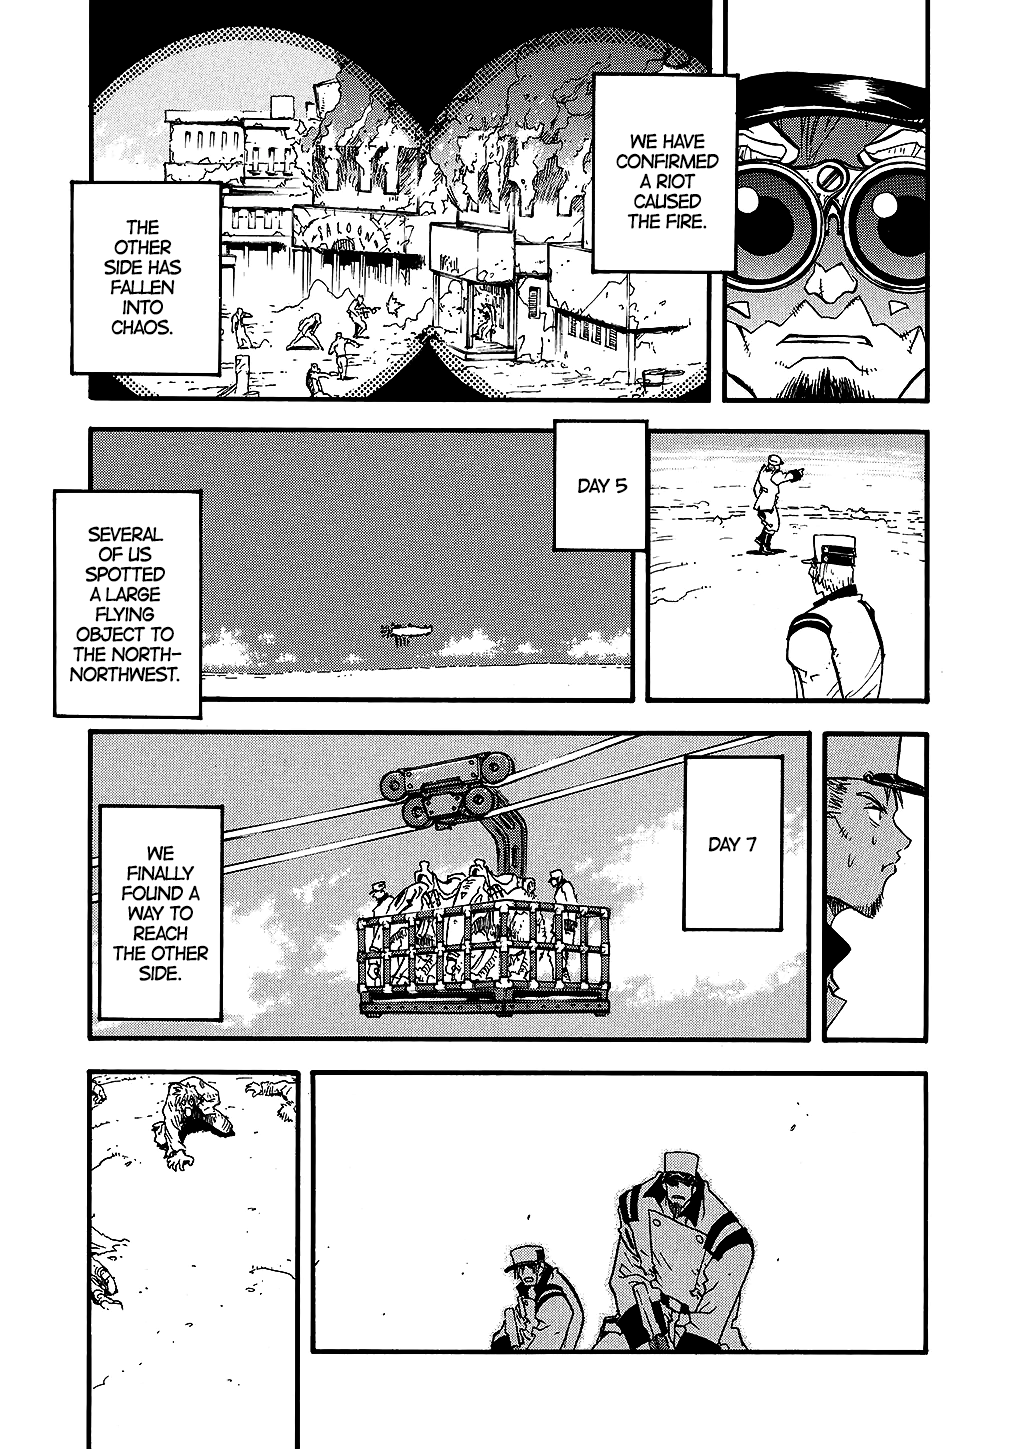 WE HAVE
CONFIRMED
A RIOT
CAUSED
THE FIRE.
THE
OTHER
SIDE HAS
FALLEN
INTO
CHAOS.
SALOON
DAY 5
SEVERAL
OF US
SPOTTED
A LARGE
FLYING
OBJECT TO
THE NORTH-
NORTHWEST.
DAY 7
WE
FINALLY
FOUND A
WAY TO
REACH
THE OTHER
SIDE.